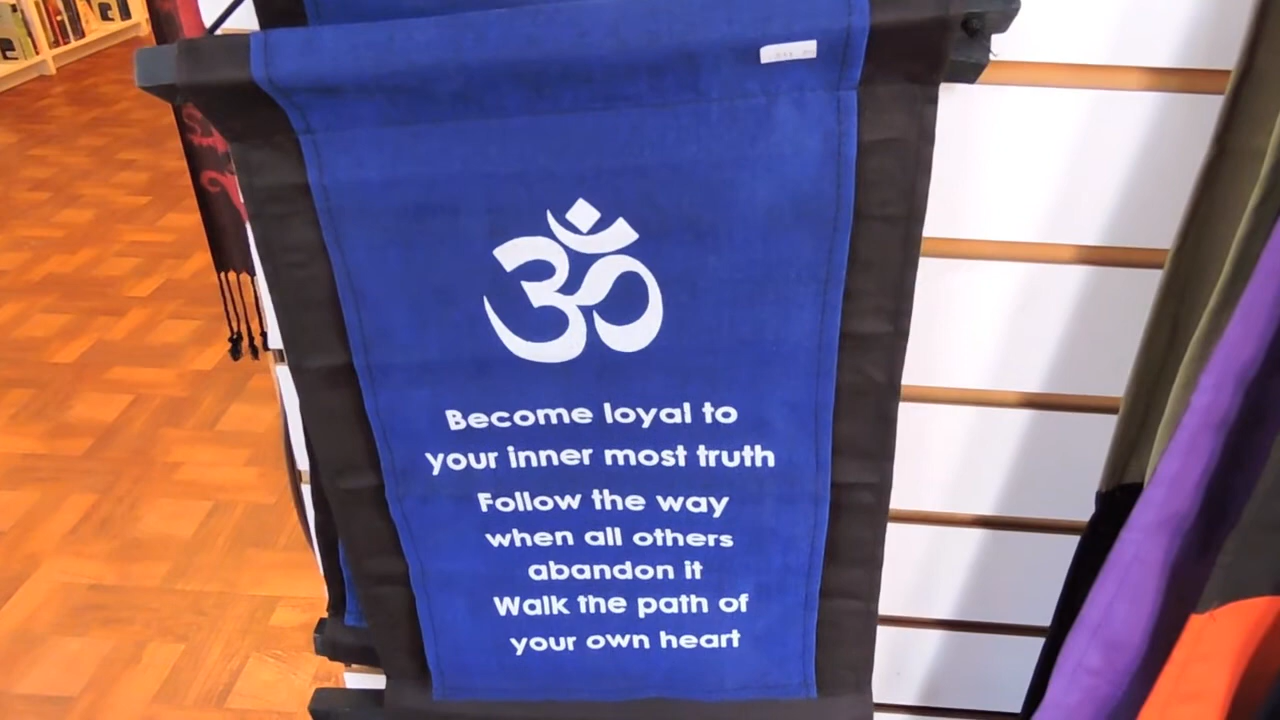 ॐ
Become loyal to
your inner most truth
Follow the way
when all others
abandon it
Walk the path of
your own heart